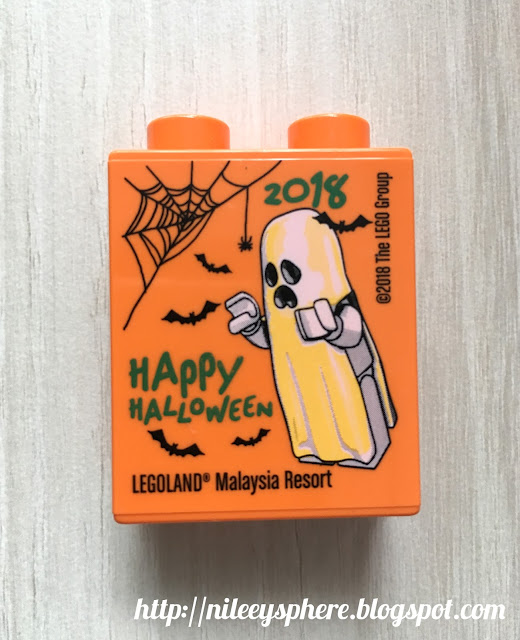 2018
©2018 The LEGO Group
HAPPY
HALLOWEEN
LEGOLAND® Malaysia Resort
http://nileeysphere.blogspot.com